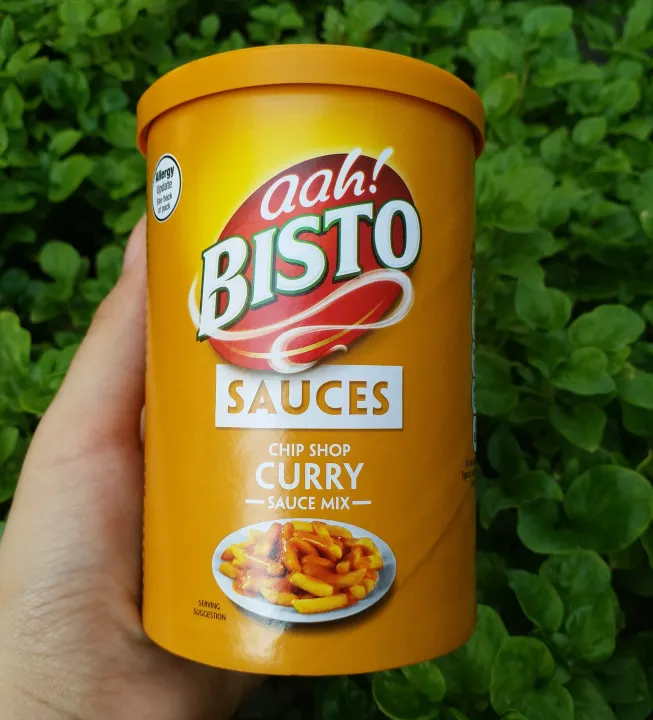 Allergy
Update
See back
of pack
aah!
BISTO
SAUCES
CHIP SHOP
CURRY
SAUCE MIX
SERVING
SUGGESTION